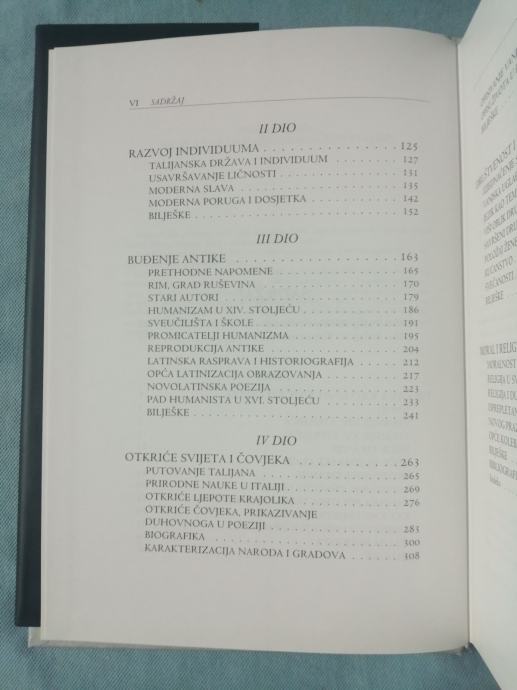 VI SADRŽAJ
II DIO
RAZVOJ INDIVIDUUMA 125
TALIJANSKA DRŽAVA I INDIVIDUUM 127
USAVRŠAVANJE LIČNOSTI 131
MODERNA SLAVA 135
MODERNA PORUGA I DOSJETKA 142
BILJEŠKE 152
III DIO
BUĐENJE ANTIKE 163
PRETHODNE NAPOMENE 165
RIM, GRAD RUŠEVINA 170
STARI AUTORI 179
HUMANIZAM U XIV. STOLJEĆU 186
SVEUČILIŠTA I ŠKOLE 191
PROMICATELJI HUMANIZMA 195
REPRODUKCIJA ANTIKE 204
LATINSKA RASPRAVA I HISTORIOGRAFIJA 212
OPĆA LATINIZACIJA OBRAZOVANJA 217
NOVOLATINSKA POEZIJA 223
PAD HUMANISTA U XVI. STOLJEĆU 233
BILJEŠKE 241
IV DIO
OTKRIĆE SVIJETA I ČOVJEKA 263
PUTOVANJE TALIJANA 265
PRIRODNE NAUKE U ITALIJI 269
OTKRIĆE LJEPOTE KRAJOLIKA 276
OTKRIĆE ČOVJEKA, PRIKAZIVANJE
DUHOVNOGA U POEZIJI 283
BIOGRAFIKA 300
KARAKTERIZACIJA NARODA I GRADOVA 308
BILJEŠKE
MORAL I RELIG
BILJEŠKE